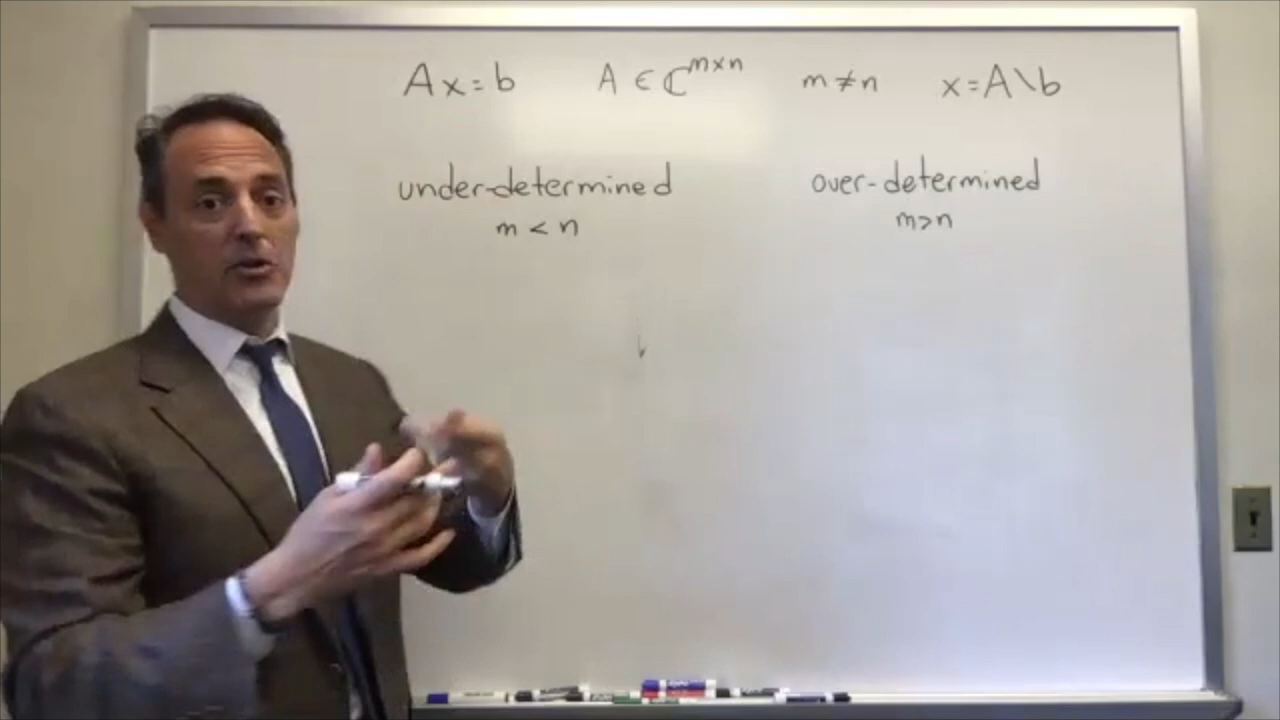 Ax=b A∈ℂ^{m×n} m≠n x=A\b
under-determined over-determined
m<n m>n